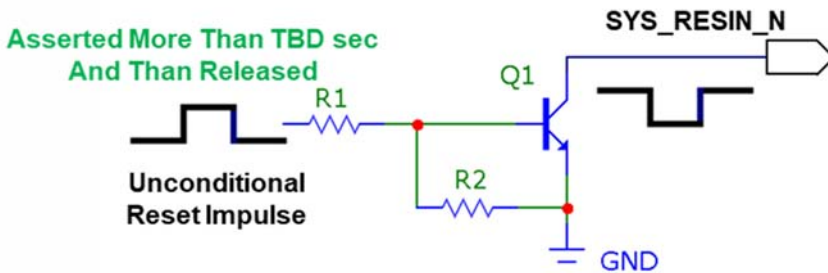 SYS_RESIN_N
Asserted More Than TBD sec
And Than Released
Q1
R1
Unconditional
Reset Impulse
R2
GND